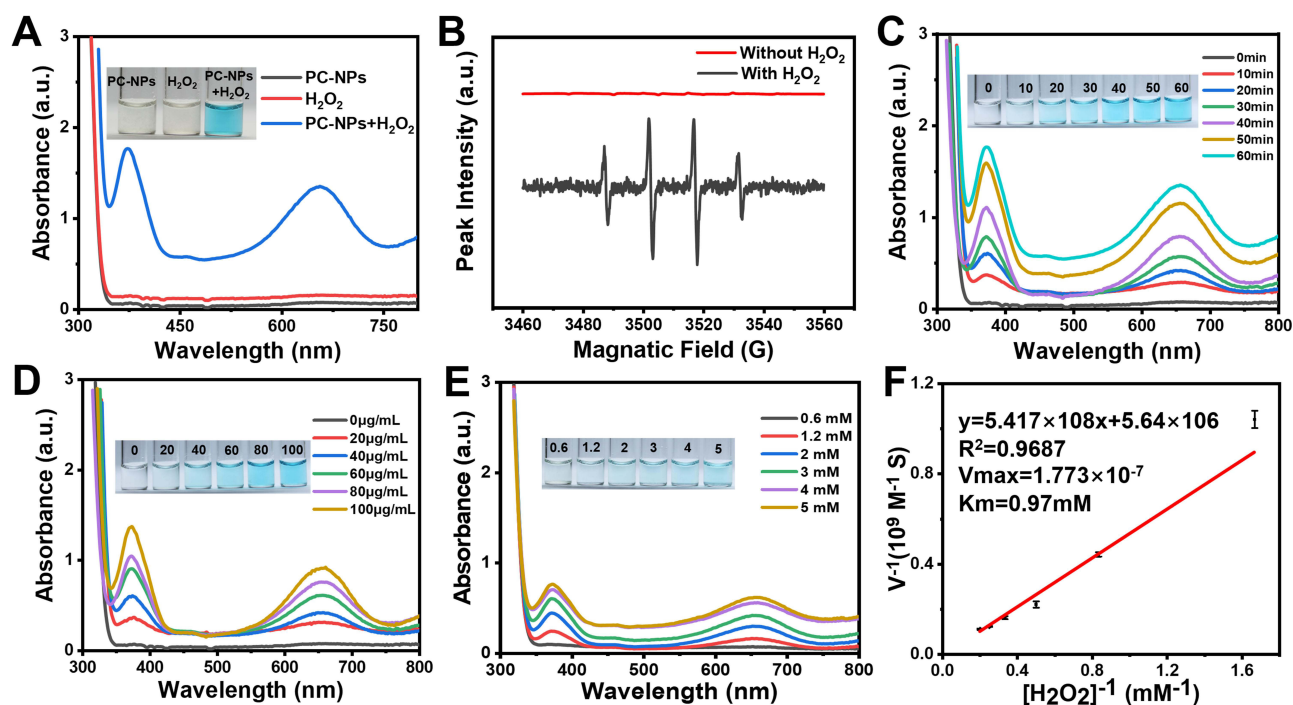 A
Absorbance (a.u.)
3
2
1
0
300
450
600
750
Wavelength (nm)
PC-NPs
H₂O₂
PC-NPs
+H₂O₂
PC-NPs
H₂O₂
PC-NPs+H₂O₂
B
Peak Intensity (a.u.)
Without H₂O₂
With H₂O₂
3460
3480
3500
3520
3540
3560
Magnatic Field (G)
C
Absorbance (a.u.)
3
2
1
0
300
400
500
600
700
800
Wavelength (nm)
0 10 20 30 40 50 60
0min
10min
20min
30min
40min
50min
60min
D
Absorbance (a.u.)
3
2
1
0
300
400
500
600
700
800
Wavelength (nm)
0 20 40 60 80 100
0μg/mL
20μg/mL
40μg/mL
60μg/mL
80μg/mL
100μg/mL
E
Absorbance (a.u.)
3
2
1
0
300
400
500
600
700
800
Wavelength (nm)
0.6 1.2 2 3 4 5
0.6 mM
1.2 mM
2 mM
3 mM
4 mM
5 mM
F
V⁻¹(10⁹ M⁻¹ S)
1.2
0.8
0.4
0.0
0.0
0.4
0.8
1.2
1.6
[H₂O₂]⁻¹ (mM⁻¹)
y=5.417×108x+5.64×106
R²=0.9687
Vmax=1.773×10⁻⁷
Km=0.97mM